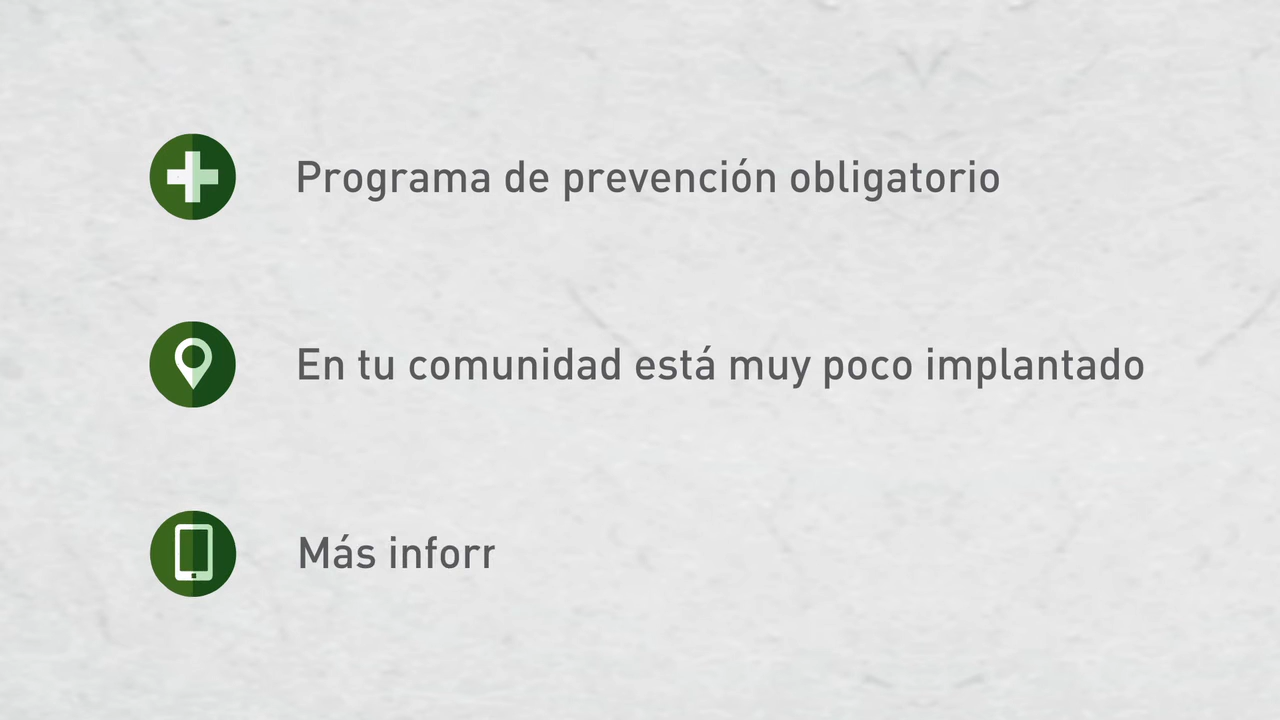 Programa de prevención obligatorio
En tu comunidad está muy poco implantado
Más inforr